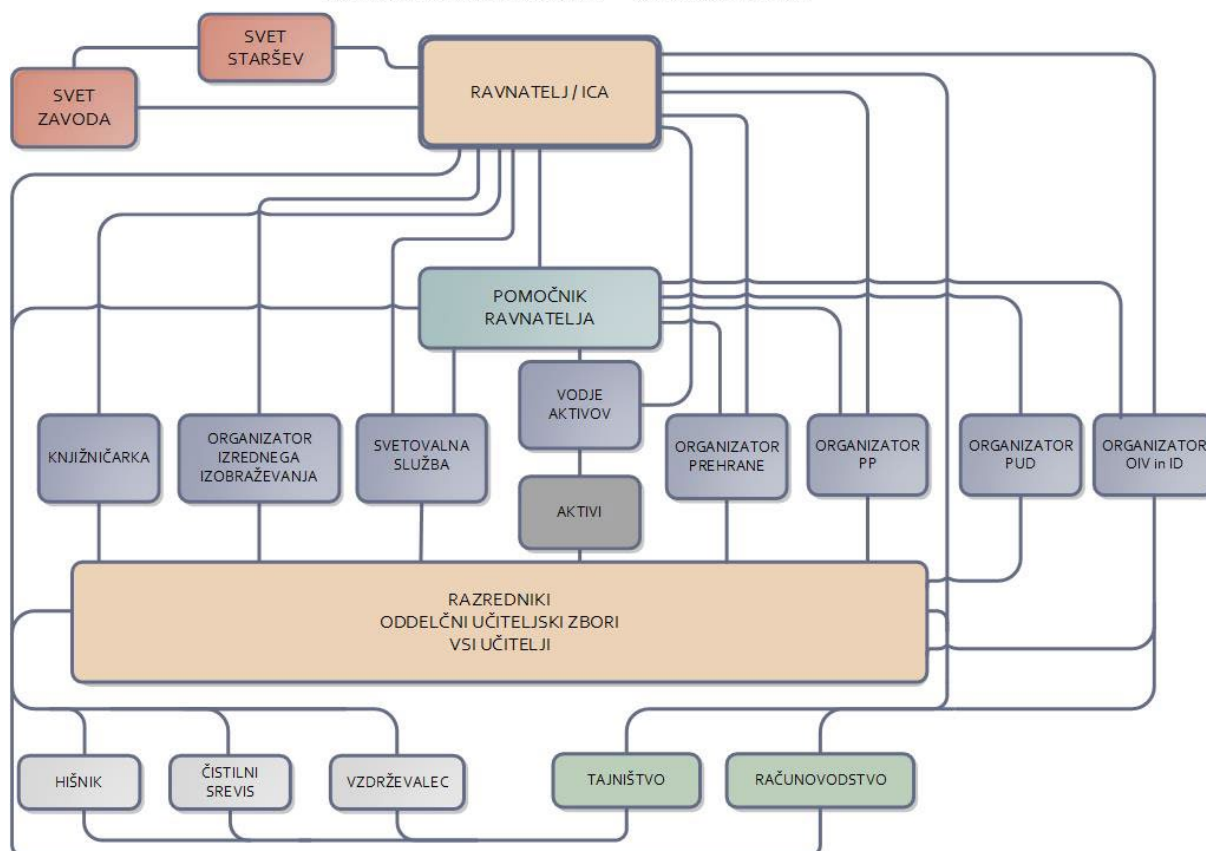 SVET
STARŠEV
SVET
ZAVODA
RAVNATELJ / ICA
POMOČNIK
RAVNATELJA
KNJIŽNIČARKA
ORGANIZATOR
IZREDNEGA
IZOBRAŽEVANJA
SVETOVALNA
SLUŽBA
VODJE
AKTIVOV
ORGANIZATOR
PREHRANE
ORGANIZATOR
PP
ORGANIZATOR
PUD
ORGANIZATOR
OIV in ID
AKTIVI
RAZREDNIKI
ODDELČNI UČITELJSKI ZBORI
VSI UČITELJI
HIŠNIK
ČISTILNI
SREVIS
VZDRŽEVALEC
TAJNIŠTVO
RAČUNOVODSTVO